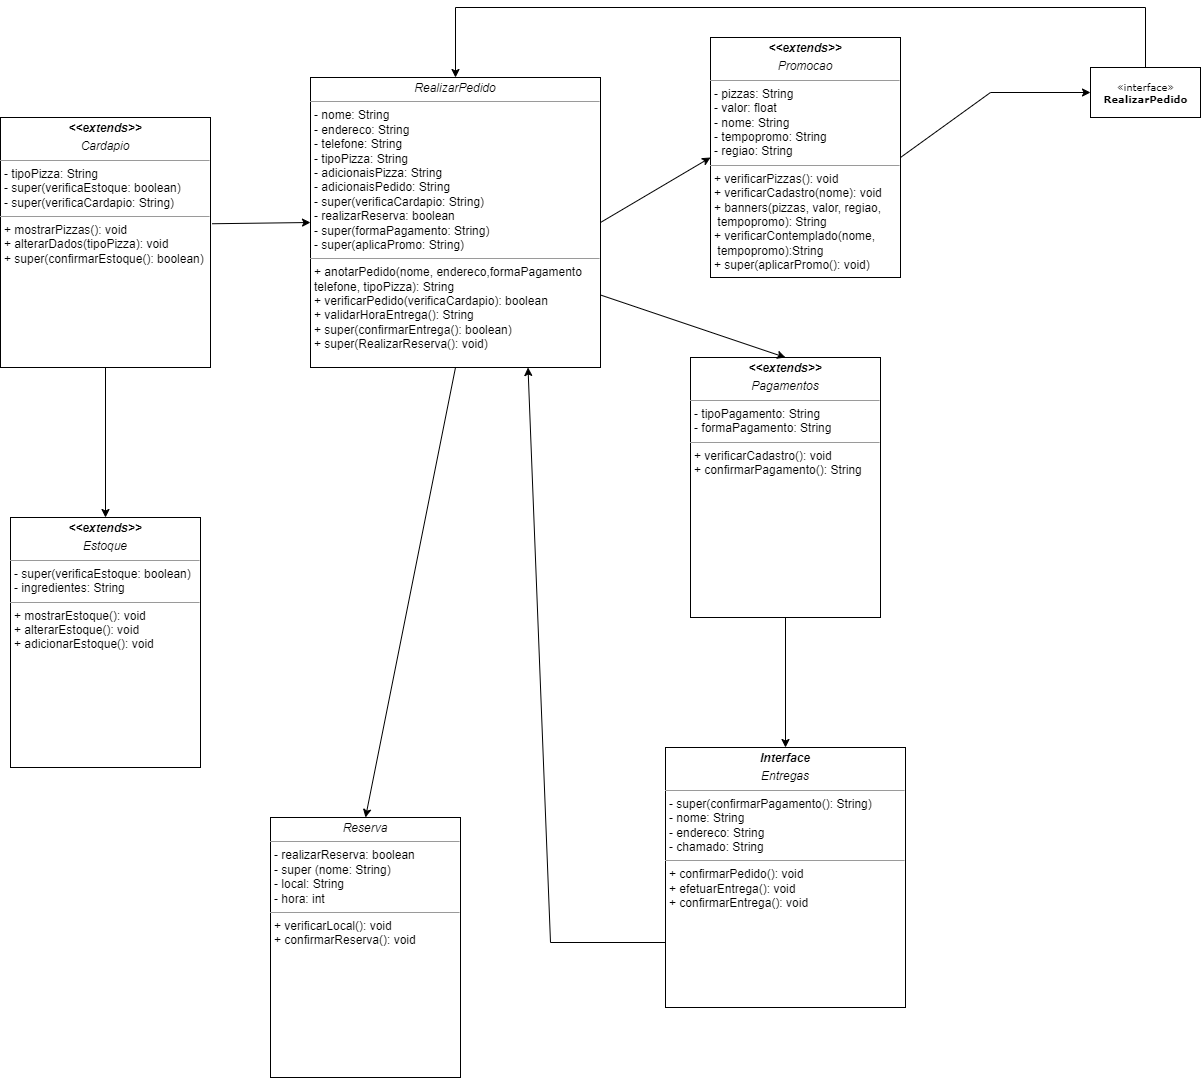 <<extends>>
Cardapio
- tipoPizza: String
- super(verificaEstoque: boolean)
- super(verificaCardapio: String)
+ mostrarPizzas(): void
+ alterarDados(tipoPizza): void
+ super(confirmarEstoque(): boolean)
RealizarPedido
- nome: String
- endereco: String
- telefone: String
- tipoPizza: String
- adicionaisPizza: String
- adicionaisPedido: String
- super(verificaCardapio: String)
- realizarReserva: boolean
- super(formaPagamento: String)
- super(aplicaPromo: String)
+ anotarPedido(nome, endereco,formaPagamento
telefone, tipoPizza): String
+ verificarPedido(verificaCardapio): boolean
+ validarHoraEntrega(): String
+ super(confirmarEntrega(): boolean)
+ super(RealizarReserva(): void)
<<extends>>
Promocao
- pizzas: String
- valor: float
- nome: String
- tempopromo: String
- regiao: String
+ verificarPizzas(): void
+ verificarCadastro(nome): void
+ banners(pizzas, valor, regiao,
tempopromo): String
+ verificarContemplado(nome,
tempopromo):String
+ super(aplicarPromo(): void)
«interface»
RealizarPedido
<<extends>>
Pagamentos
- tipoPagamento: String
- formaPagamento: String
+ verificarCadastro(): void
+ confirmarPagamento(): String
<<extends>>
Estoque
- super(verificaEstoque: boolean)
- ingredientes: String
+ mostrarEstoque(): void
+ alterarEstoque(): void
+ adicionarEstoque(): void
Interface
Entregas
- super(confirmarPagamento(): String)
- nome: String
- endereco: String
- chamado: String
+ confirmarPedido(): void
+ efetuarEntrega(): void
+ confirmarEntrega(): void
Reserva
- realizarReserva: boolean
- super (nome: String)
- local: String
- hora: int
+ verificarLocal(): void
+ confirmarReserva(): void